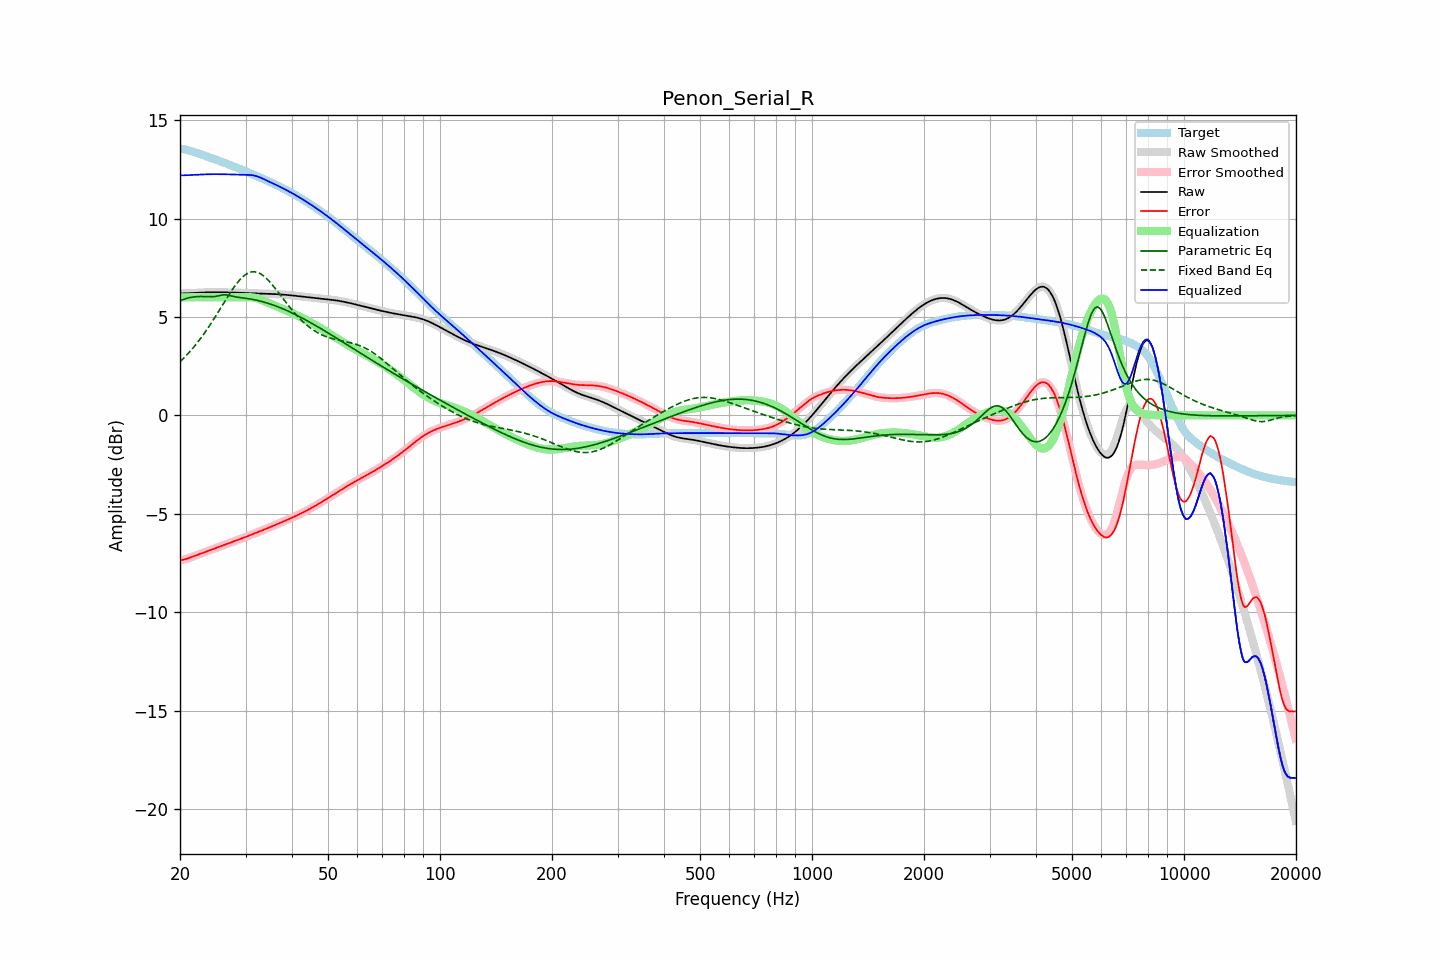 Penon_Serial_R
Amplitude (dBr)
15
10
5
0
−5
−10
−15
−20
Target
Raw Smoothed
Error Smoothed
Raw
Error
Equalization
Parametric Eq
Fixed Band Eq
Equalized
20 50 100 200 500 1000 2000 5000 10000 20000
Frequency (Hz)